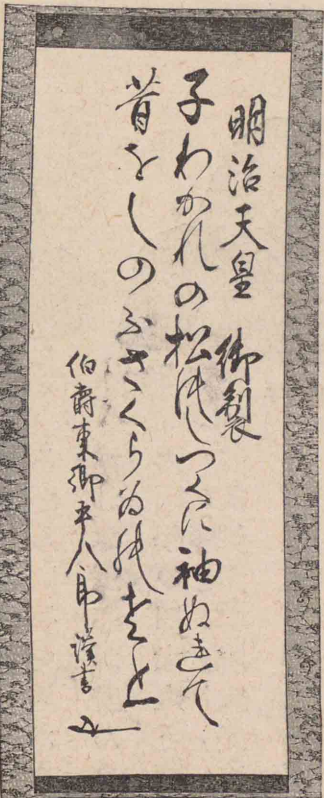 明治天皇 御製
子わかれの松のしつくに袖ぬれて
昔をしのふさくらゐのさと
伯爵東郷平八郎謹書